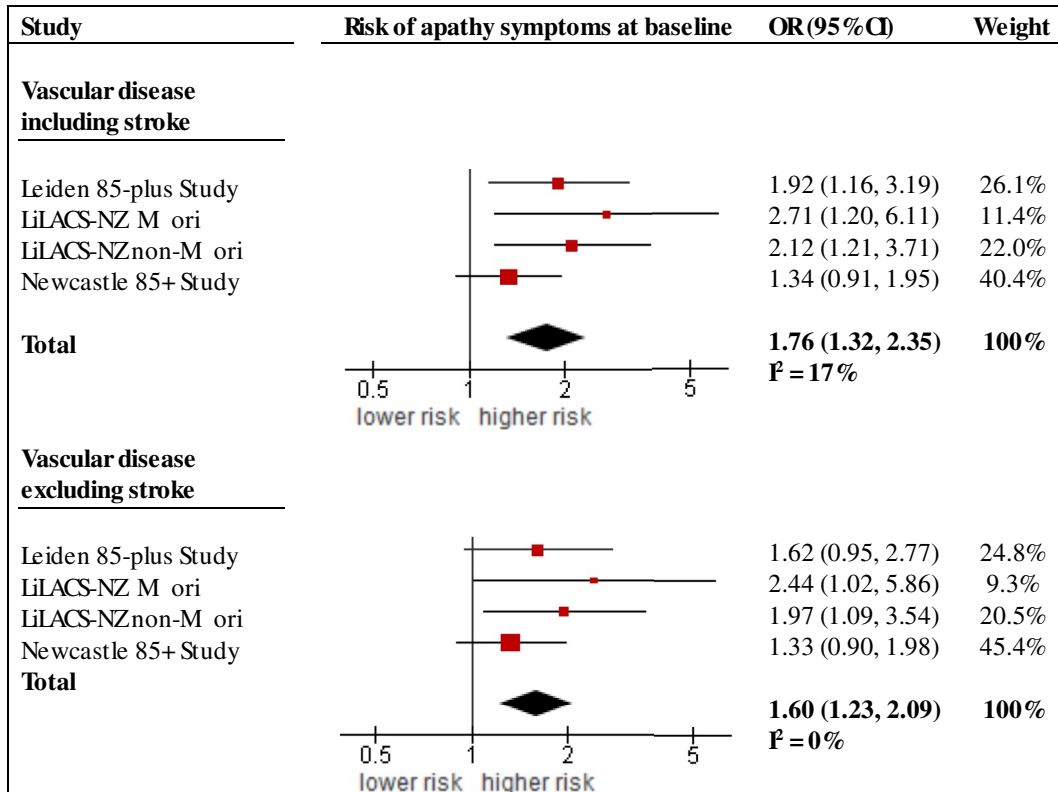 Study Risk of apathy symptoms at baseline OR (95%CI) Weight
Vascular disease
including stroke
Leiden 85-plus Study 1.92 (1.16, 3.19) 26.1%
LiLACS-NZ M ori 2.71 (1.20, 6.11) 11.4%
LiLACS-NZ non-M ori 2.12 (1.21, 3.71) 22.0%
Newcastle 85+ Study 1.34 (0.91, 1.95) 40.4%
Total 1.76 (1.32, 2.35) 100%
I² = 17%
0.5 1 2 5
lower risk higher risk
Vascular disease
excluding stroke
Leiden 85-plus Study 1.62 (0.95, 2.77) 24.8%
LiLACS-NZ M ori 2.44 (1.02, 5.86) 9.3%
LiLACS-NZ non-M ori 1.97 (1.09, 3.54) 20.5%
Newcastle 85+ Study 1.33 (0.90, 1.98) 45.4%
Total
1.60 (1.23, 2.09) 100%
I² = 0%
0.5 1 2 5
lower risk higher risk